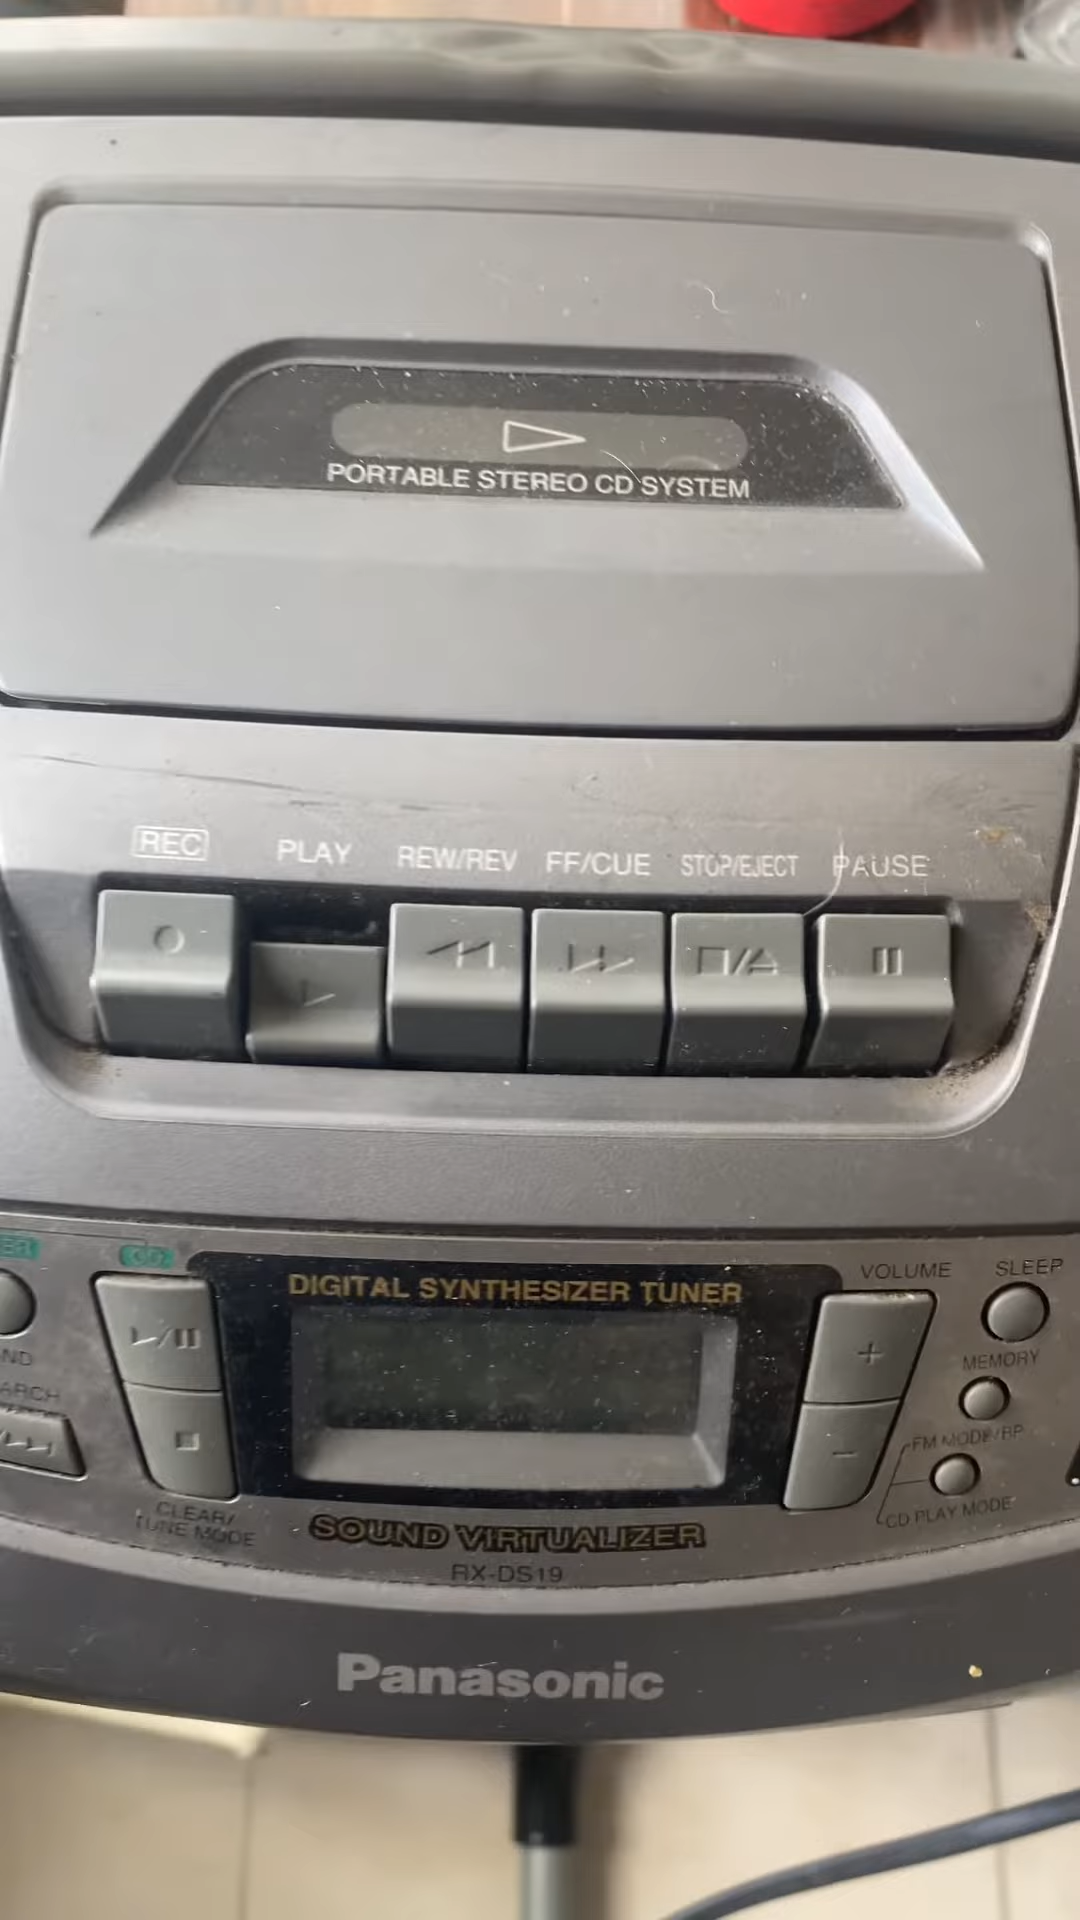 PORTABLE STEREO CD SYSTEM
REC PLAY REW/REV FF/CUE STOP/EJECT PAUSE
CD
VOLUME SLEEP
DIGITAL SYNTHESIZER TUNER
MEMORY
FM MODE/BP
CD PLAY MODE
CLEAR/
TUNE MODE
SOUND VIRTUALIZER
RX-DS19
Panasonic